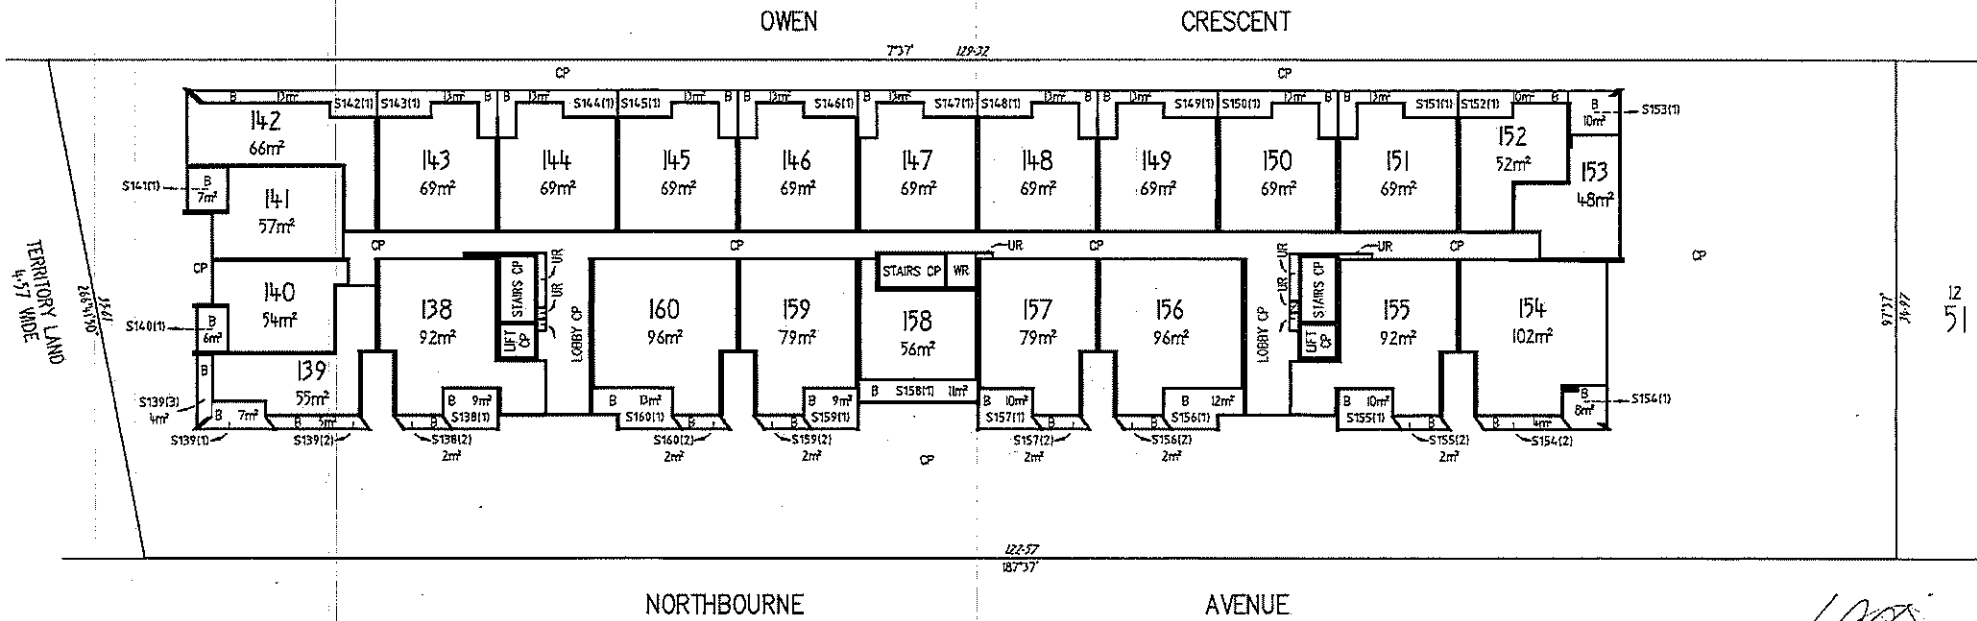 OWEN CRESCENT
7°37' 129·32
CP CP
B 13m² S142(1) S143(1) 13m² B B 13m² S144(1) S145(1) 13m² B B 13m² S146(1) 13m² S147(1) S148(1) 13m² B B 13m² S149(1) S150(1) 13m² B B 13m² S151(1) S152(1) 10m² B B 10m² S153(1)
142 66m²
143 69m²
144 69m²
145 69m²
146 69m²
147 69m²
148 69m²
149 69m²
150 69m²
151 69m²
152 52m²
153 48m²
S141(1) B 7m²
141 57m²
CP CP CP CP
UR UR
CP
CP
TERRITORY LAND
4·57 WIDE
35·61
S140(1) B 6m²
140 54m²
138 92m²
STAIRS CP
LIFT CP
UR
UR
LOBBY CP
160 96m²
159 79m²
STAIRS CP WR
158 56m²
157 79m²
156 96m²
LOBBY CP
UR
UR
STAIRS CP
LIFT CP
155 92m²
154 102m²
97°37'
34·97
12
51
139 55m²
B
S139(3)
4m²
B 7m²
B 5m²
S139(1) S139(2)
B 9m² S138(1)
B S138(2) 2m²
B 13m² S160(1)
B S160(2) 2m²
B 9m² S159(1)
B S159(2) 2m²
B S158(1) 11m²
B 10m² S157(1)
B S157(2) 2m²
B 12m² S156(1)
B S156(2) 2m²
B 10m² S155(1)
B S155(2) 2m²
B 8m² S154(1)
B 4m² S154(2)
CP
122·57
187°37'
NORTHBOURNE AVENUE